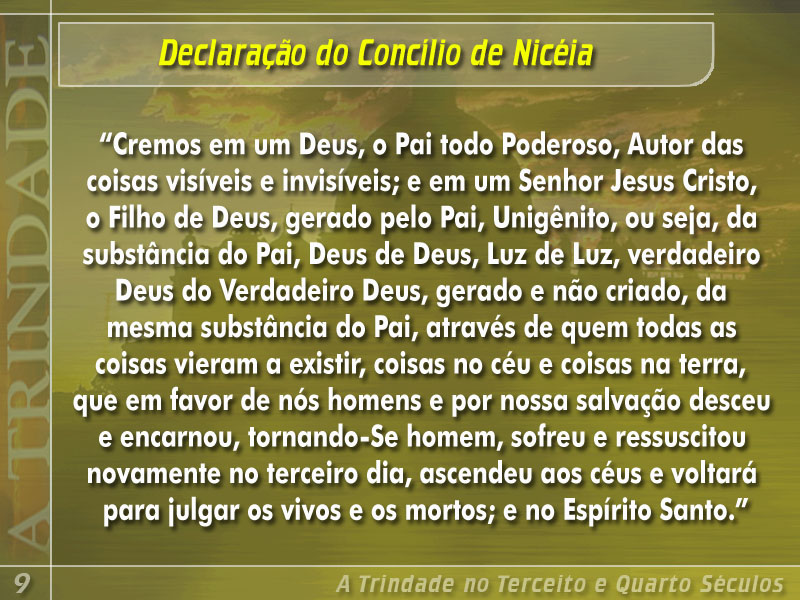 Declaração do Concílio de Nicéia
A TRINDADE
“Cremos em um Deus, o Pai todo Poderoso, Autor das
coisas visíveis e invisíveis; e em um Senhor Jesus Cristo,
o Filho de Deus, gerado pelo Pai, Unigênito, ou seja, da
substância do Pai, Deus de Deus, Luz de Luz, verdadeiro
Deus do Verdadeiro Deus, gerado e não criado, da
mesma substância do Pai, através de quem todas as
coisas vieram a existir, coisas no céu e coisas na terra,
que em favor de nós homens e por nossa salvação desceu
e encarnou, tornando-Se homem, sofreu e ressuscitou
novamente no terceiro dia, ascendeu aos céus e voltará
para julgar os vivos e os mortos; e no Espírito Santo.”
9
A Trindade no Terceito e Quarto Séculos